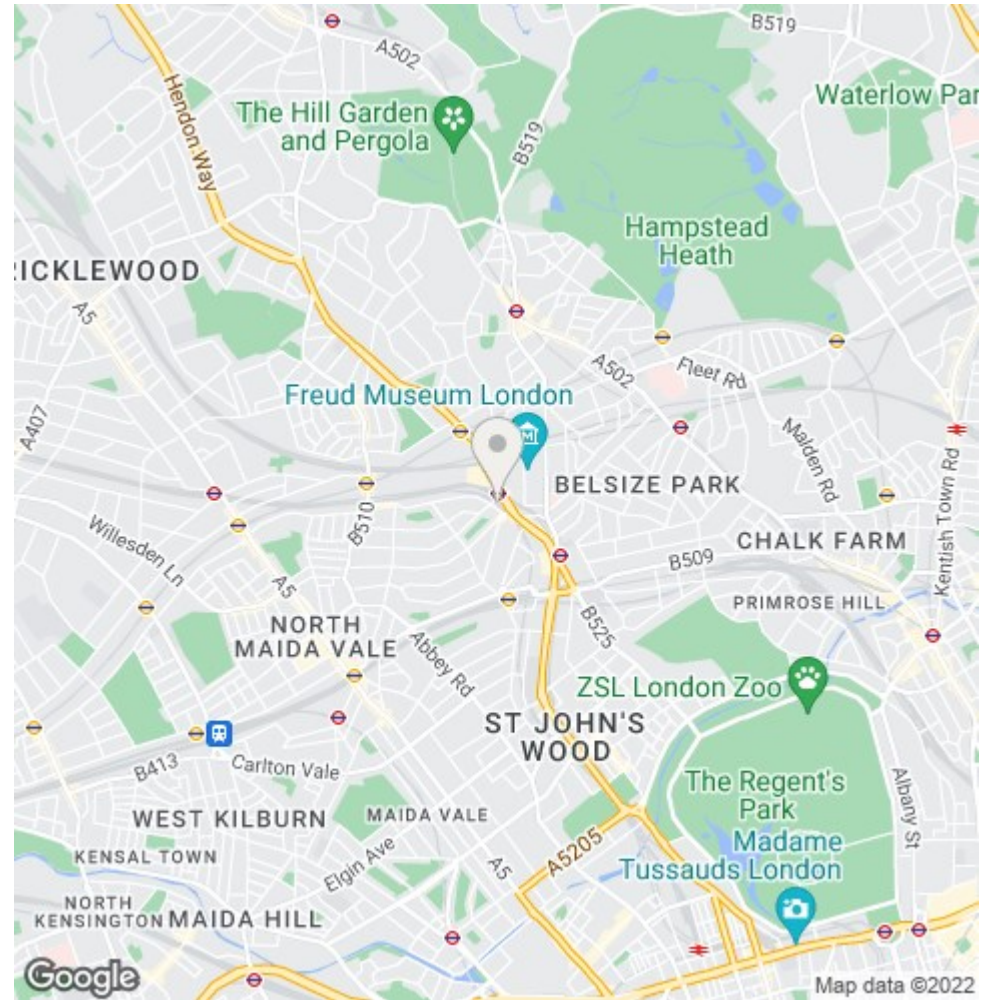 B519
A502
Hendon Way
The Hill Garden
and Pergola
Waterlow Par
B519
Hampstead
Heath
RICKLEWOOD
A5
A502
Fleet Rd
Freud Museum London
M
A407
Malden Rd
BELSIZE PARK
Kentish Town Rd
B510
Willesden Ln
CHALK FARM
B509
A5
PRIMROSE HILL
NORTH
MAIDA VALE
B525
Abbey Rd
ZSL London Zoo
ST JOHN'S
WOOD
B413
Carlton Vale
The Regent's
Park
Albany St
WEST KILBURN
MAIDA VALE
Madame
Tussauds London
A5205
KENSAL TOWN
Elgin Ave
A5
NORTH
KENSINGTON
MAIDA HILL
Google
Map data ©2022